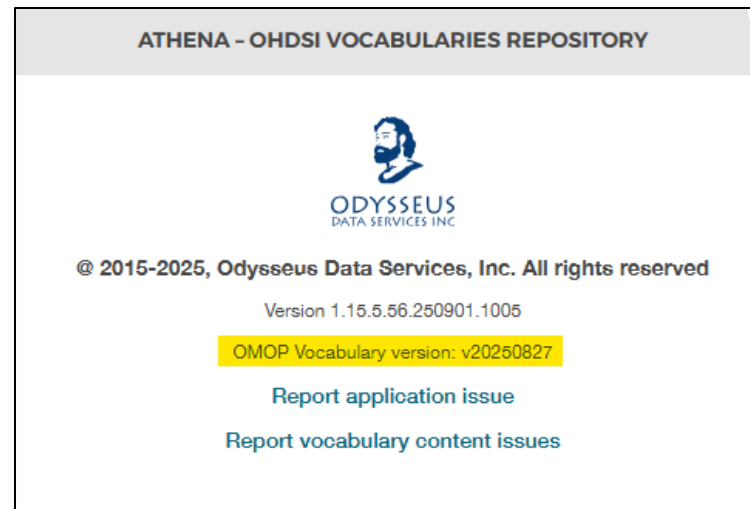 ATHENA – OHDSI VOCABULARIES REPOSITORY
ODYSSEUS
DATA SERVICES INC
@ 2015-2025, Odysseus Data Services, Inc. All rights reserved
Version 1.15.5.56.250901.1005
OMOP Vocabulary version: v20250827
Report application issue
Report vocabulary content issues